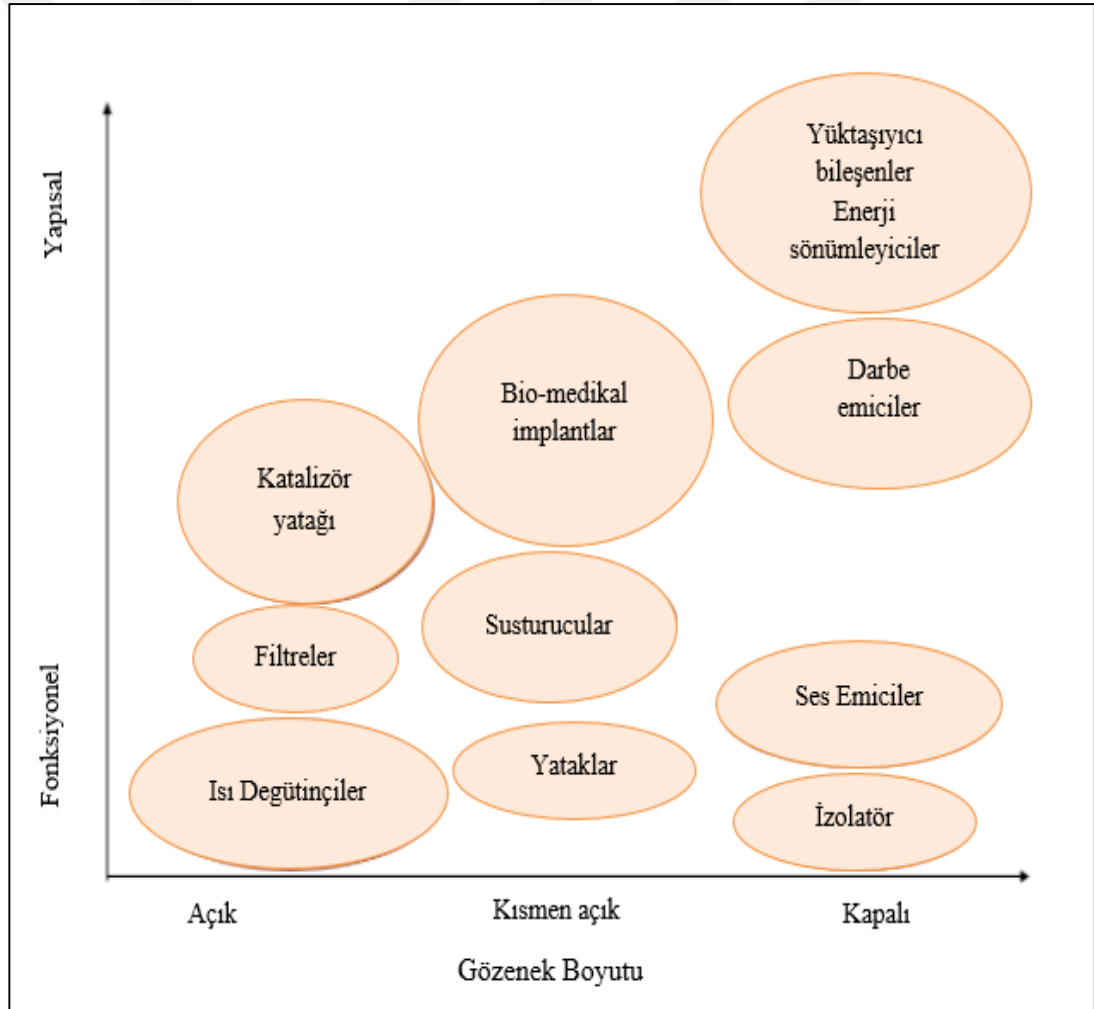 Yapısal
Fonksiyonel
Yüktaşıyıcı
bileşenler
Enerji
sönümleyiciler
Darbe
emiciler
Bio-medikal
implantlar
Katalizör
yatağı
Susturucular
Filtreler
Ses Emiciler
Yataklar
Isı Degütinçiler
İzolatör
Açık
Kısmen açık
Kapalı
Gözenek Boyutu